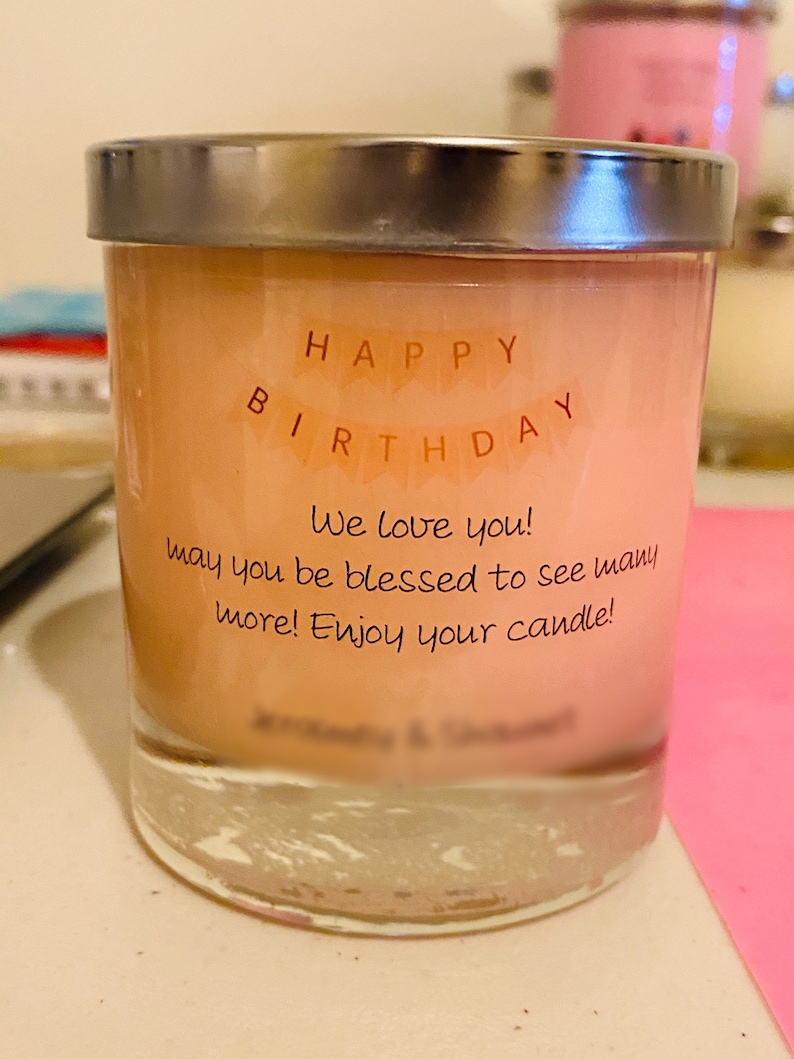 HAPPY
BIRTHDAY
We love you!
may you be blessed to see many
more! Enjoy your candle!